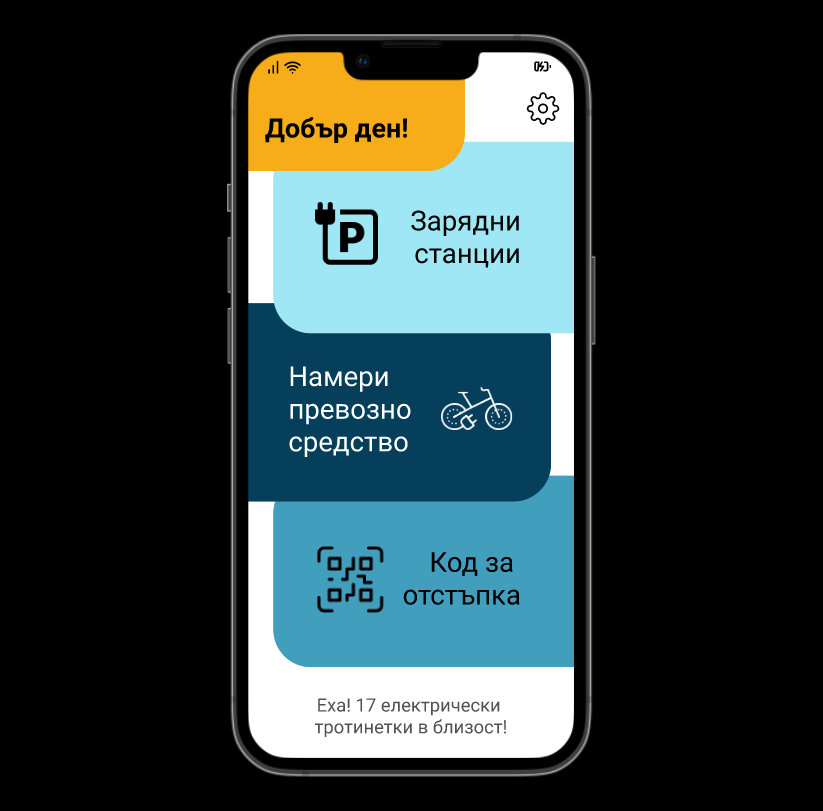 Добър ден!
P
Зарядни
станции
Намери
превозно
средство
Код за
отстъпка
Еха! 17 електрически
тротинетки в близост!